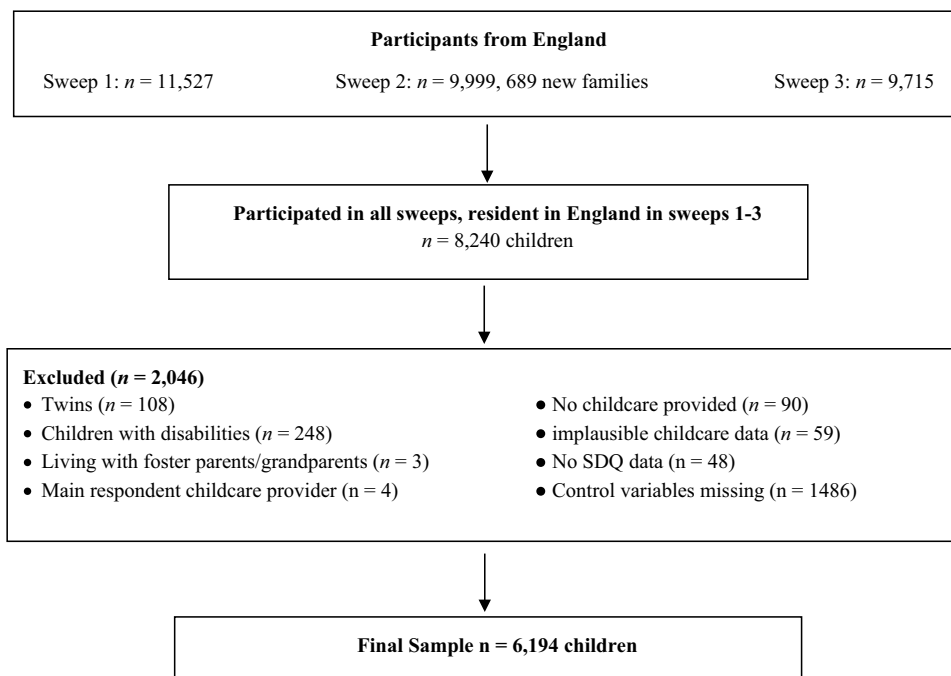 Participants from England
Sweep 1: n = 11,527 Sweep 2: n = 9,999, 689 new families Sweep 3: n = 9,715
Participated in all sweeps, resident in England in sweeps 1-3
n = 8,240 children
Excluded (n = 2,046)
• Twins (n = 108)
• Children with disabilities (n = 248)
• Living with foster parents/grandparents (n = 3)
• Main respondent childcare provider (n = 4)
● No childcare provided (n = 90)
● implausible childcare data (n = 59)
● No SDQ data (n = 48)
● Control variables missing (n = 1486)
Final Sample n = 6,194 children